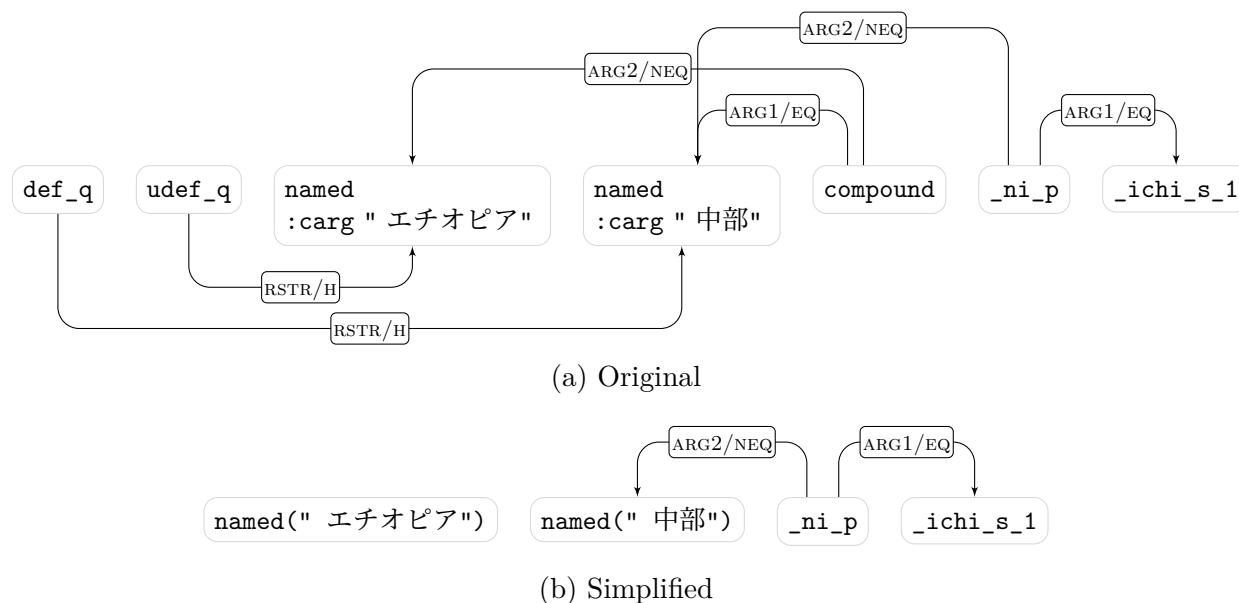 ARG2/NEQ
ARG2/NEQ
ARG1/EQ
ARG1/EQ
def_q
udef_q
named
:carg " エチオピア"
named
:carg " 中部"
compound
_ni_p
_ichi_s_1
RSTR/H
RSTR/H
(a) Original
ARG2/NEQ
ARG1/EQ
named(" エチオピア")
named(" 中部")
_ni_p
_ichi_s_1
(b) Simplified